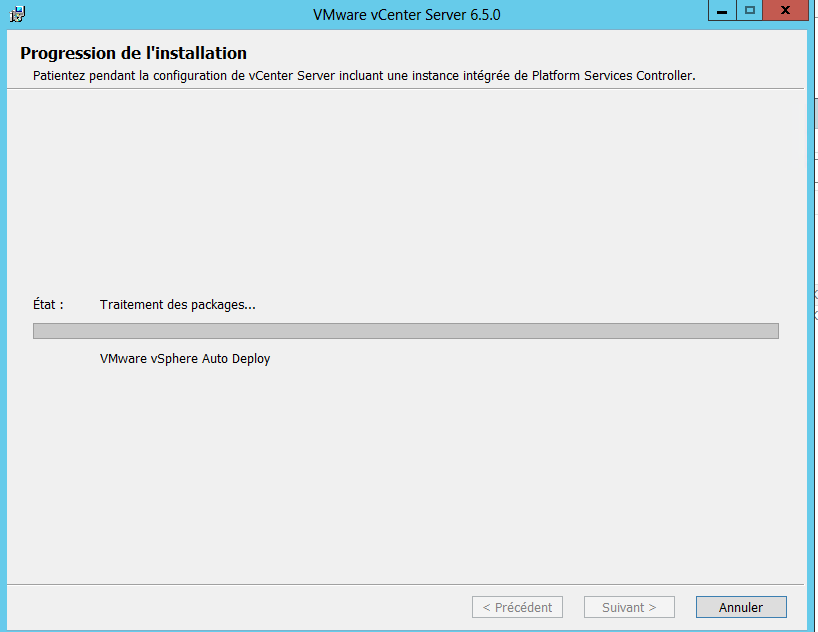 VMware vCenter Server 6.5.0
Progression de l'installation
Patientez pendant la configuration de vCenter Server incluant une instance intégrée de Platform Services Controller.
État : Traitement des packages...
VMware vSphere Auto Deploy
< Précédent Suivant > Annuler